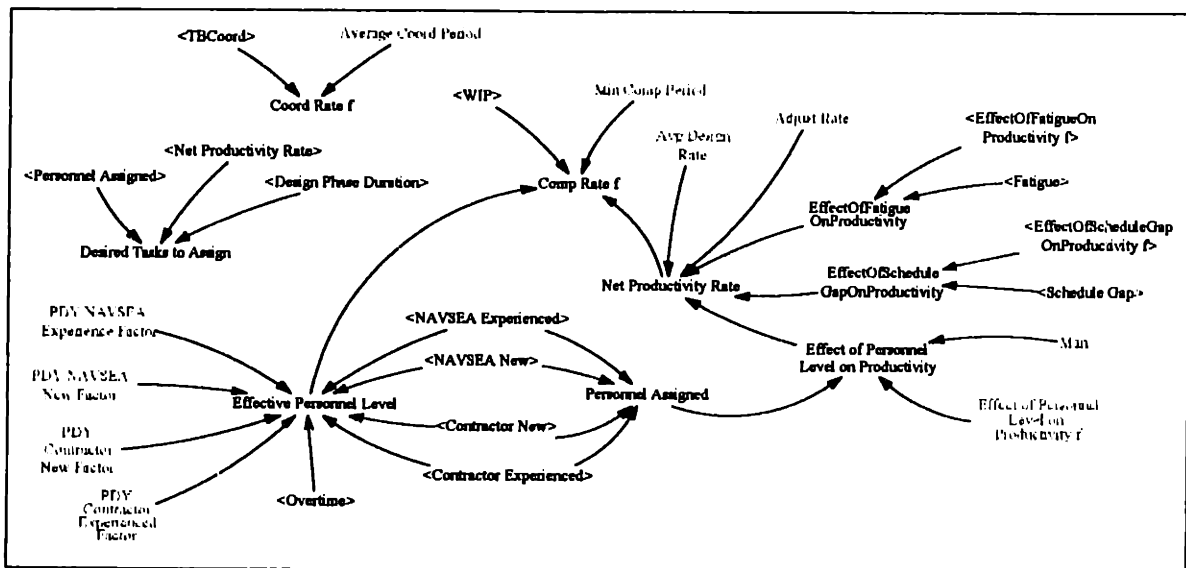 <TBCoord>
Average Coord Period
Coord Rate f
<WIP>
Min Comp Period
Adjust Rate
<EffectOfFatigueOn
Productivity f>
<Net Productivity Rate>
Avg Design
Rate
<Personnel Assigned>
<Design Phase Duration>
Comp Rate f
<Fatigue>
EffectOfFatigue
OnProductivity
<EffectOfScheduleGap
OnProductivity f>
Desired Tasks to Assign
EffectOfSchedule
GapOnProductivity
Net Productivity Rate
<Schedule Gap>
PDY NAVSEA
Experience Factor
<NAVSEA Experienced>
Effect of Personnel
Level on Productivity
<NAVSEA New>
PDY NAVSEA
New Factor
Effective Personnel Level
Personnel Assigned
Effect of Personnel
Level on
Productivity f
<Contractor New>
PDY
Contractor
New Factor
<Contractor Experienced>
<Overtime>
PDY
Contractor
Experienced
Factor